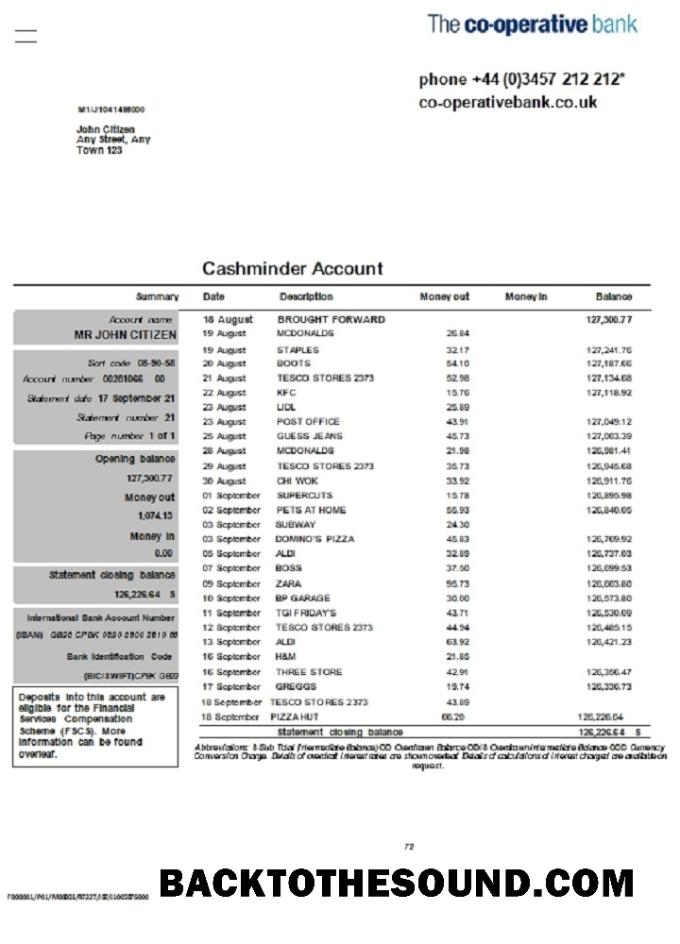 The co-operative bank
phone +44 (0)3457 212 212*
co-operativebank.co.uk
John Citizen
Any Street, Any
Town 123
Cashminder Account
Summary Date Description Money out Money in Balance
Account name
MR JOHN CITIZEN
Sort code 08-90-58
Account number 00281066 00
Statement date 17 September 21
Statement number 21
Page number 1 of 1
Opening balance
127,300.77
Money out
1,074.13
Money in
0.00
Statement closing balance
126,226.64 $
International Bank Account Number
(IBAN)
Bank Identification Code
(BIC/SWIFT)CPBK GB22
Deposits into this account are
eligible for the Financial
Services Compensation
Scheme (FSCS). More
information can be found
overleaf.
18 August BROUGHT FORWARD 127,300.77
19 August MCDONALDS 26.84
19 August STAPLES 32.17 127,241.76
20 August BOOTS 54.10 127,187.66
21 August TESCO STORES 2373 52.98 127,134.68
22 August KFC 15.76 127,118.92
23 August LIDL 25.89
23 August POST OFFICE 43.91 127,049.12
25 August GUESS JEANS 45.73 127,003.39
28 August MCDONALDS 21.98 126,981.41
29 August TESCO STORES 2373 35.73 126,945.68
30 August CHI WOK 33.92 126,911.76
01 September SUPERCUTS 15.78 126,895.98
02 September PETS AT HOME 55.93 126,840.05
03 September SUBWAY 24.30
03 September DOMINO'S PIZZA 45.83 126,769.92
05 September ALDI 32.89 126,737.03
07 September BOSS 37.50 126,699.53
09 September ZARA 95.73 126,603.80
10 September BP GARAGE 30.00 126,573.80
11 September TGI FRIDAY'S 43.71 126,530.09
12 September TESCO STORES 2373 44.94 126,485.15
13 September ALDI 63.92 126,421.23
16 September H&M 21.85
16 September THREE STORE 42.91 126,356.47
17 September GREGGS 19.74 126,336.73
18 September TESCO STORES 2373 43.89
18 September PIZZA HUT 66.20 126,226.64
Statement closing balance 126,226.64 $
Abbreviations: $ Sub Total (Intermediate Balance) OD Overdrawn Balance OD/$ Overdrawn Intermediate Balance CCC Currency
Conversion Charge. Details of overdraft interest rates are shown overleaf. Details of calculations of interest charged are available on
request.
72
BACKTOTHESOUND.COM